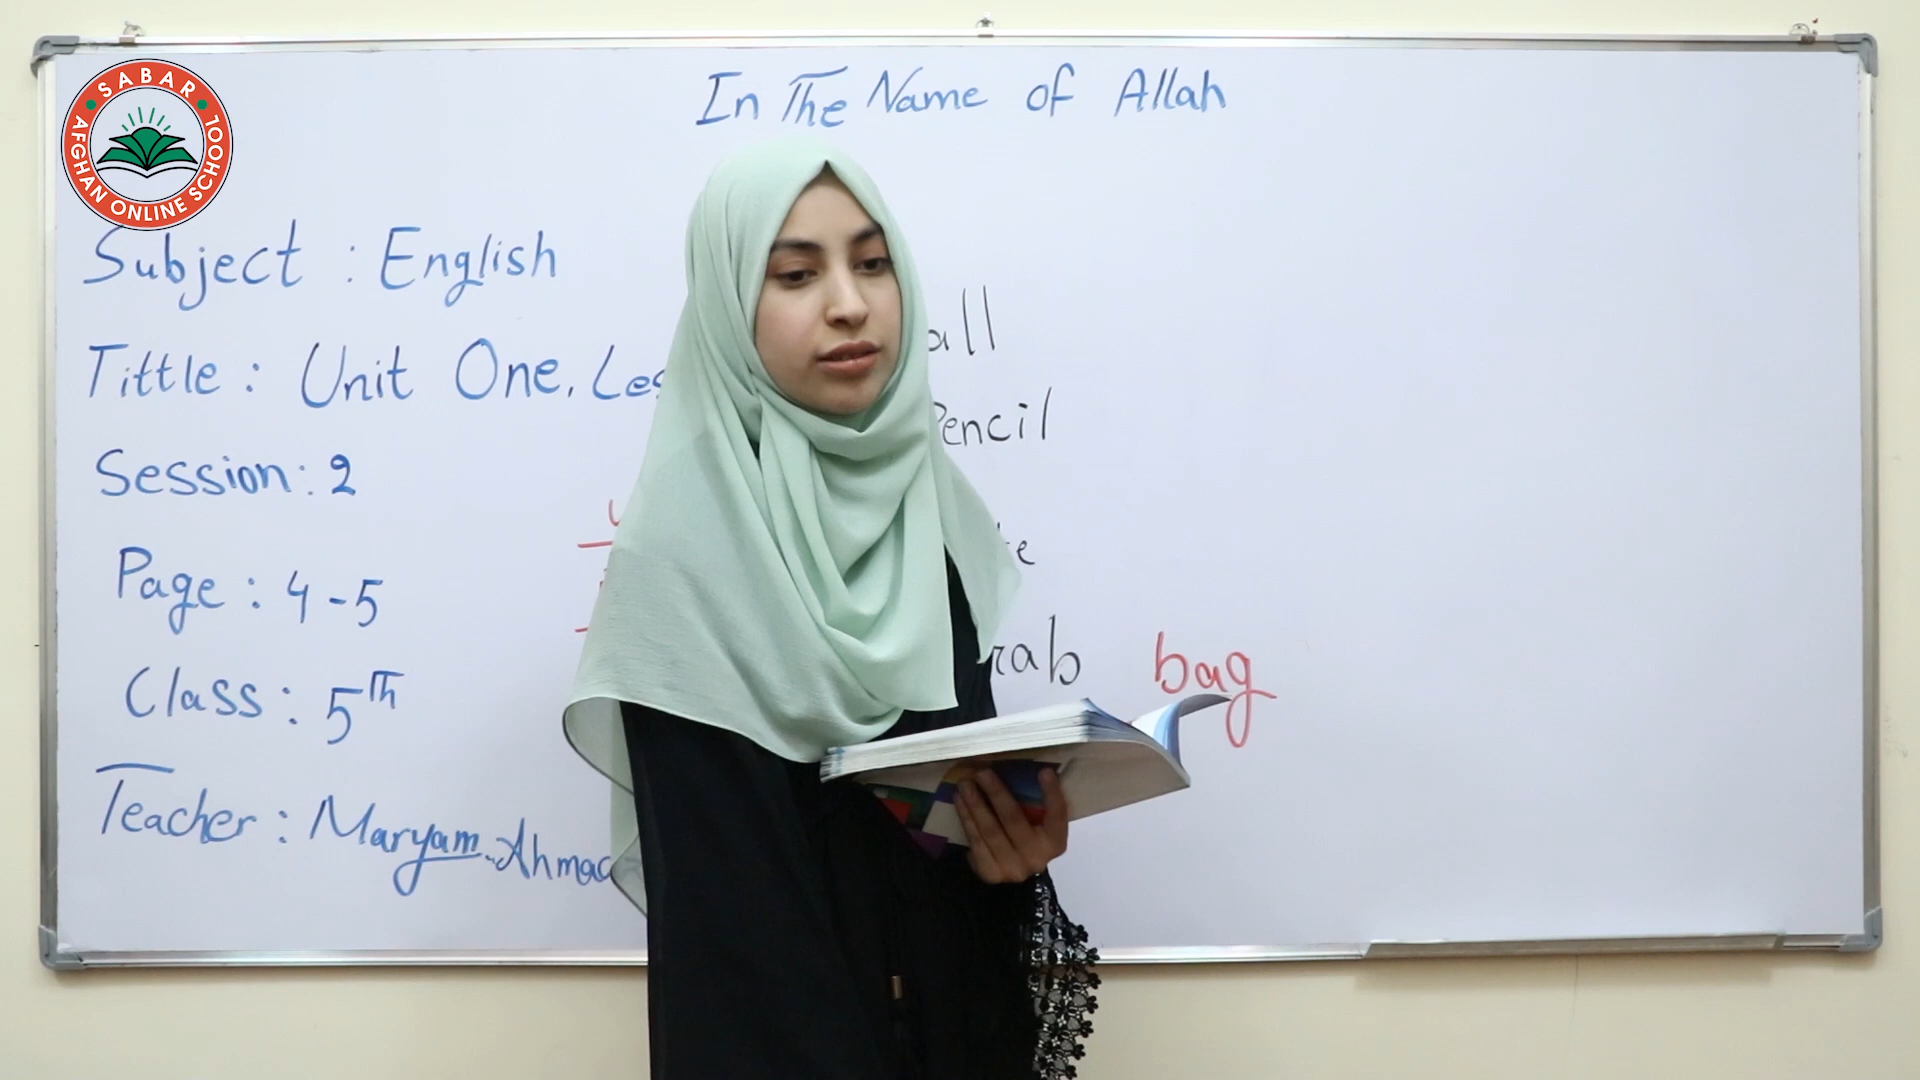 SABAR
AFGHAN ONLINE SCHOOL
In The Name of Allah
Subject : English
Tittle : Unit One.
Session : 2
Page : 4-5
Class : 5th
Teacher : Maryam
Pencil
bag